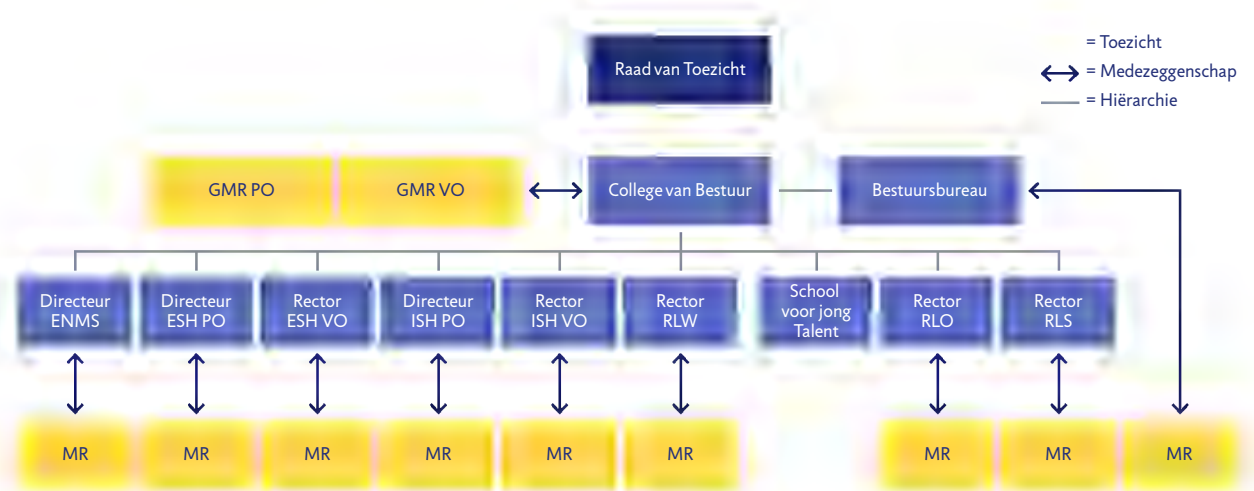 Raad van Toezicht
= Toezicht
= Medezeggenschap
= Hiërarchie
GMR PO
GMR VO
College van Bestuur
Bestuursbureau
Directeur
ENMS
Directeur
ESH PO
Rector
ESH VO
Directeur
ISH PO
Rector
ISH VO
Rector
RLW
School
voor jong
Talent
Rector
RLO
Rector
RLS
MR
MR
MR
MR
MR
MR
MR
MR
MR